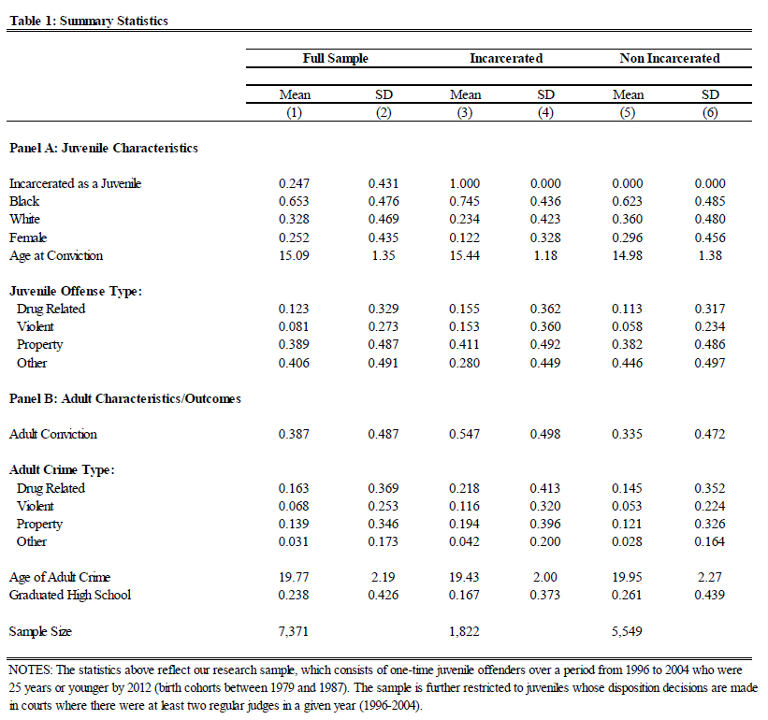 Table 1: Summary Statistics
Full Sample Incarcerated Non Incarcerated
Mean SD Mean SD Mean SD
(1) (2) (3) (4) (5) (6)
Panel A: Juvenile Characteristics
Incarcerated as a Juvenile 0.247 0.431 1.000 0.000 0.000 0.000
Black 0.653 0.476 0.745 0.436 0.623 0.485
White 0.328 0.469 0.234 0.423 0.360 0.480
Female 0.252 0.435 0.122 0.328 0.296 0.456
Age at Conviction 15.09 1.35 15.44 1.18 14.98 1.38
Juvenile Offense Type:
Drug Related 0.123 0.329 0.155 0.362 0.113 0.317
Violent 0.081 0.273 0.153 0.360 0.058 0.234
Property 0.389 0.487 0.411 0.492 0.382 0.486
Other 0.406 0.491 0.280 0.449 0.446 0.497
Panel B: Adult Characteristics/Outcomes
Adult Conviction 0.387 0.487 0.547 0.498 0.335 0.472
Adult Crime Type:
Drug Related 0.163 0.369 0.218 0.413 0.145 0.352
Violent 0.068 0.253 0.116 0.320 0.053 0.224
Property 0.139 0.346 0.194 0.396 0.121 0.326
Other 0.031 0.173 0.042 0.200 0.028 0.164
Age of Adult Crime 19.77 2.19 19.43 2.00 19.95 2.27
Graduated High School 0.238 0.426 0.167 0.373 0.261 0.439
Sample Size 7,371 1,822 5,549
NOTES: The statistics above reflect our research sample, which consists of one-time juvenile offenders over a period from 1996 to 2004 who were
25 years or younger by 2012 (birth cohorts between 1979 and 1987). The sample is further restricted to juveniles whose disposition decisions are made
in courts where there were at least two regular judges in a given year (1996-2004).